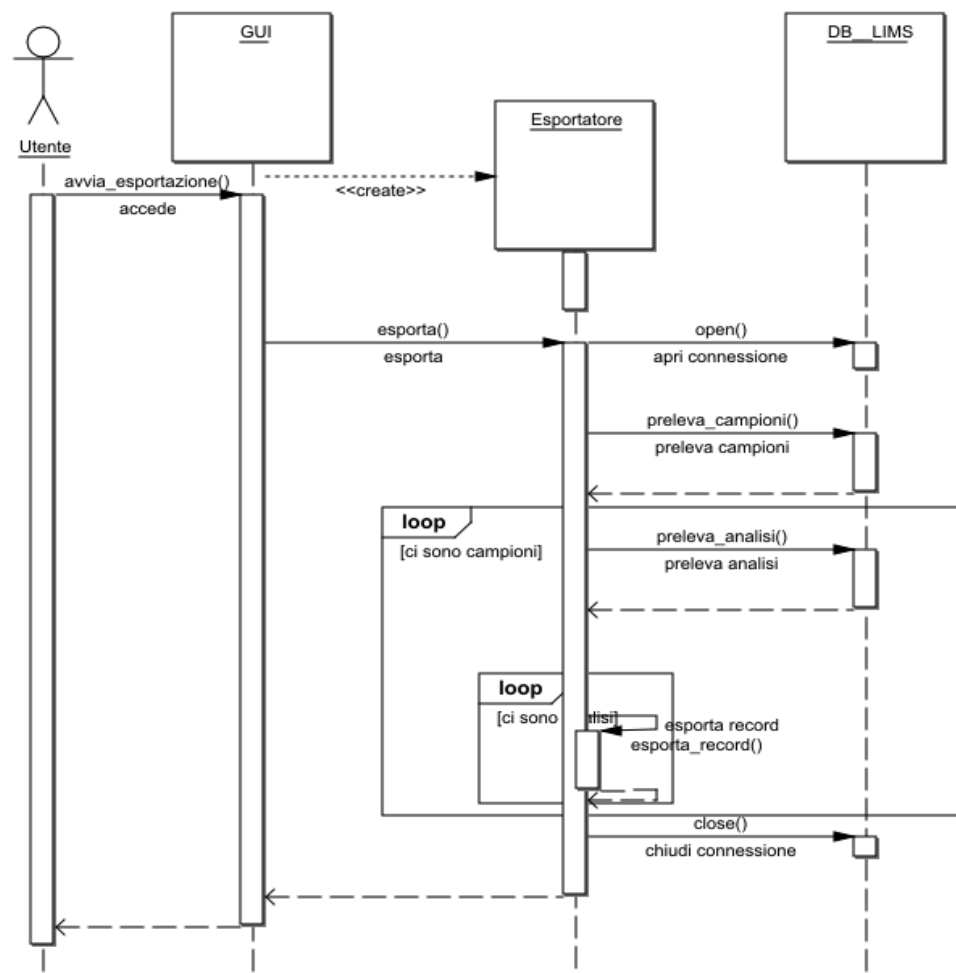 GUI
DB__LIMS
Esportatore
Utente
avvia_esportazione()
accede
<<create>>
esporta()
esporta
open()
apri connessione
preleva_campioni()
preleva campioni
loop
[ci sono campioni]
preleva_analisi()
preleva analisi
loop
[ci sono alisi]
esporta record
esporta_record()
close()
chiudi connessione